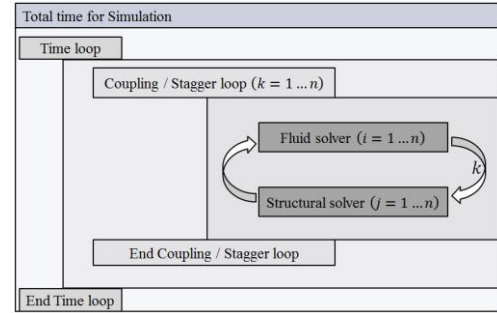 Total time for Simulation
Time loop
Coupling / Stagger loop (k = 1 ... n)
Fluid solver (i = 1 ... n)
k
Structural solver (j = 1 ... n)
End Coupling / Stagger loop
End Time loop